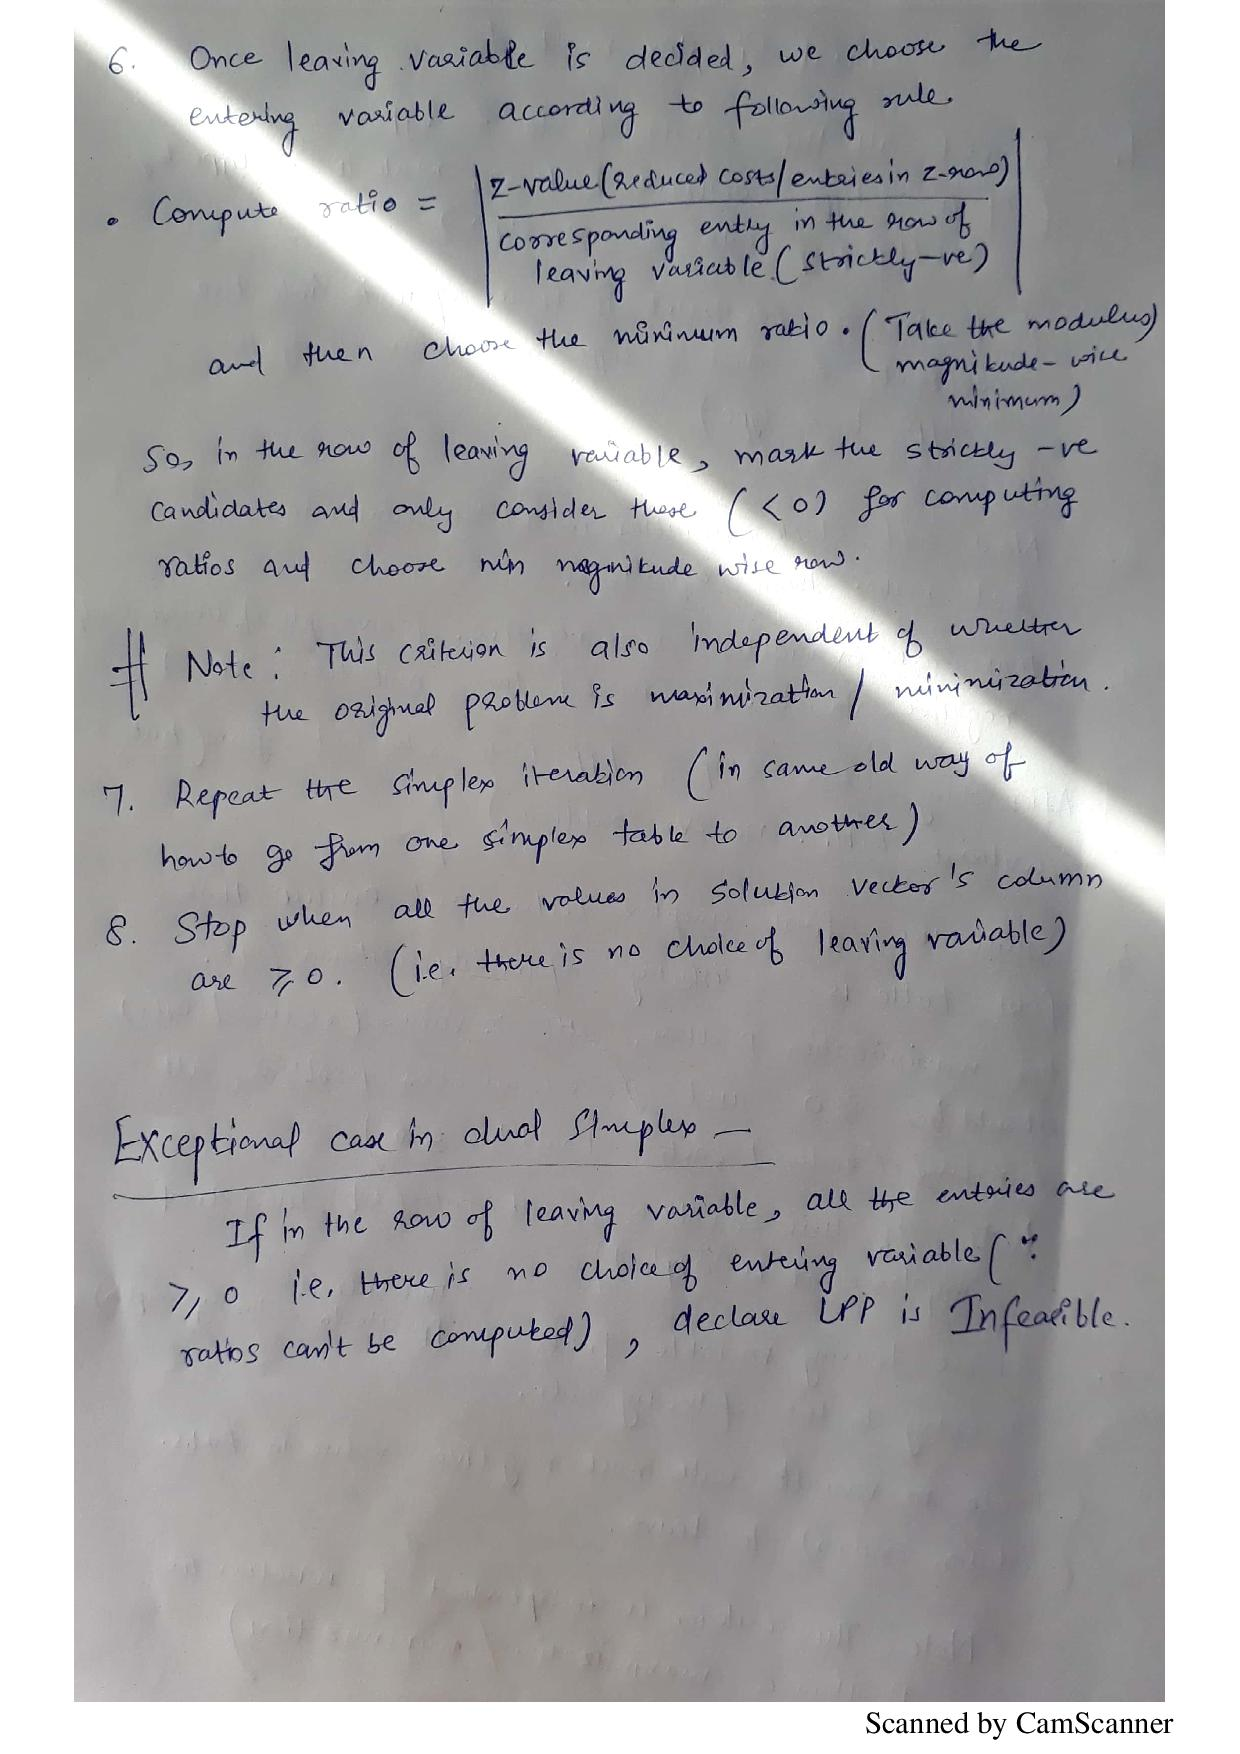 6. Once leaving variable is decided, we choose the
entering variable according to following rule.
• Compute ratio = | z-value (reduced costs/entries in z-row)
corresponding entry in the row of
leaving variable (strictly -ve) |
and then choose the minimum ratio. (Take the modulus)
magnitude-wise
minimum)
So, in the row of leaving variable, mark the strictly -ve
candidates and only consider these (<0) for computing
ratios and choose min magnitude wise row.
# Note: This criterion is also independent of whether
the original problem is maximization / minimization.
7. Repeat the simplex iteration (in same old way of
how to go from one simplex table to another)
8. Stop when all the values in solution vector's column
are ≥ 0. (i.e. there is no choice of leaving variable)
Exceptional case in dual Simplex —
If in the row of leaving variable, all the entries are
≥ 0 i.e. there is no choice of entering variable (∵
ratios can't be computed), declare LPP is Infeasible.
Scanned by CamScanner